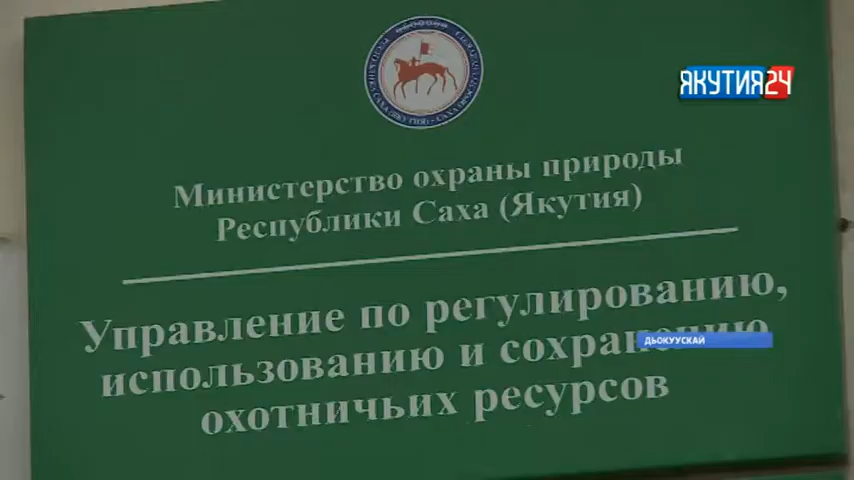 ЯКУТИЯ24
Министерство охраны природы
Республики Саха (Якутия)
Управление по регулированию,
использованию и сохранению
охотничьих ресурсов
ДЬОКУУСКАЙ